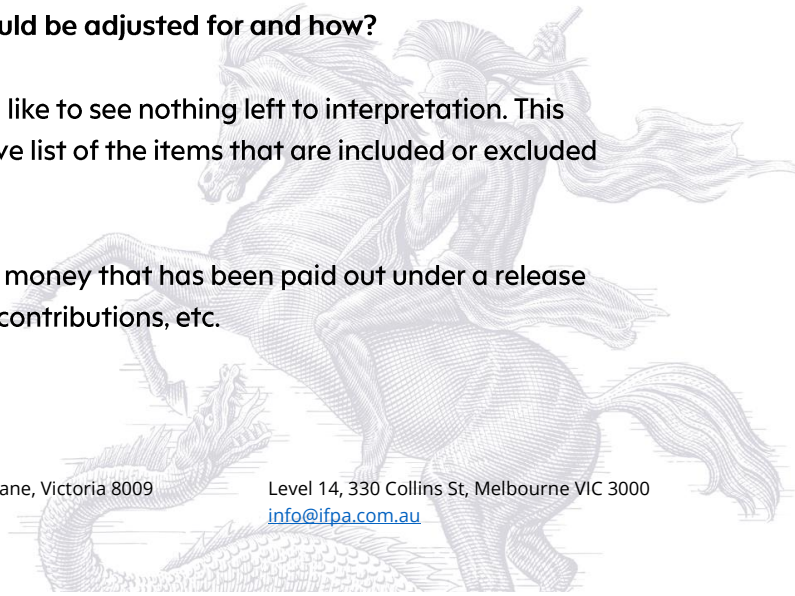 uld be adjusted for and how?
like to see nothing left to interpretation. This
ve list of the items that are included or excluded
money that has been paid out under a release
contributions, etc.
ane, Victoria 8009
Level 14, 330 Collins St, Melbourne VIC 3000
info@ifpa.com.au